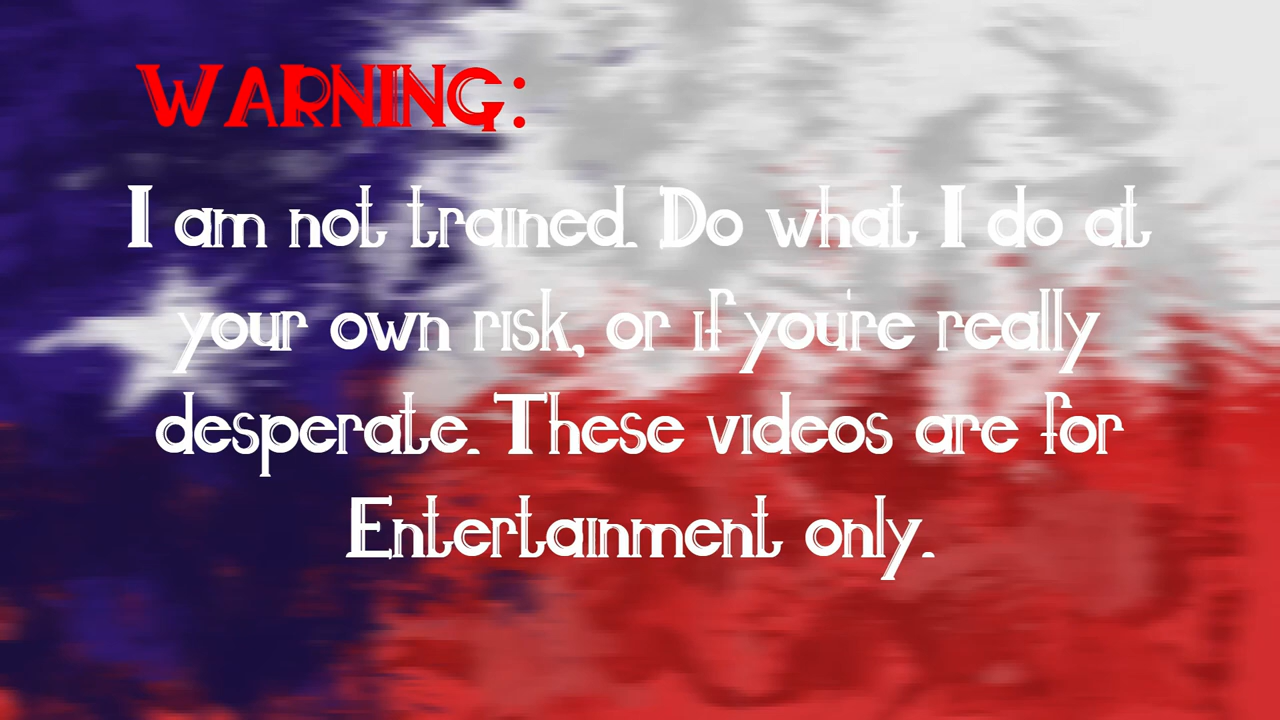 WARNING:
I am not trained. Do what I do at
your own risk, or if you're really
desperate. These videos are for
Entertainment only.